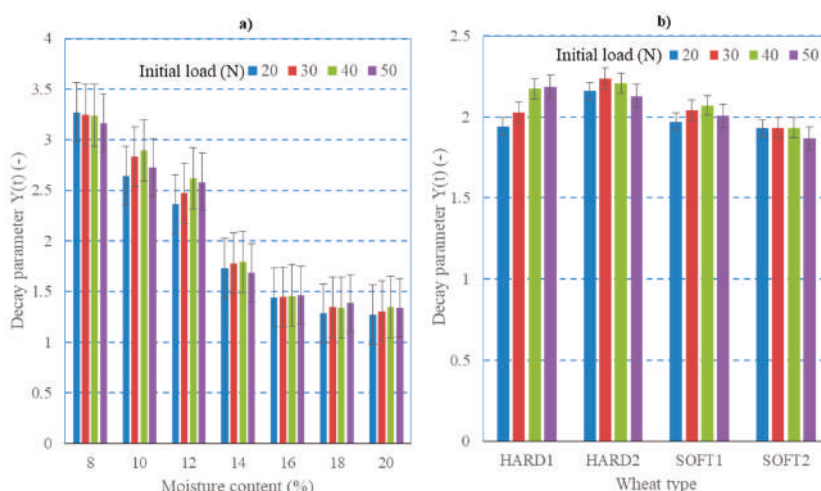 a)
Initial load (N) 20 30 40 50
4
3.5
3
2.5
2
1.5
1
0.5
0
Decay parameter Y(t) (-)
8 10 12 14 16 18 20
Moisture content (%)
b)
Initial load (N) 20 30 40 50
2.5
2
1.5
1
0.5
0
Decay parameter Y(t) (-)
HARD1 HARD2 SOFT1 SOFT2
Wheat type